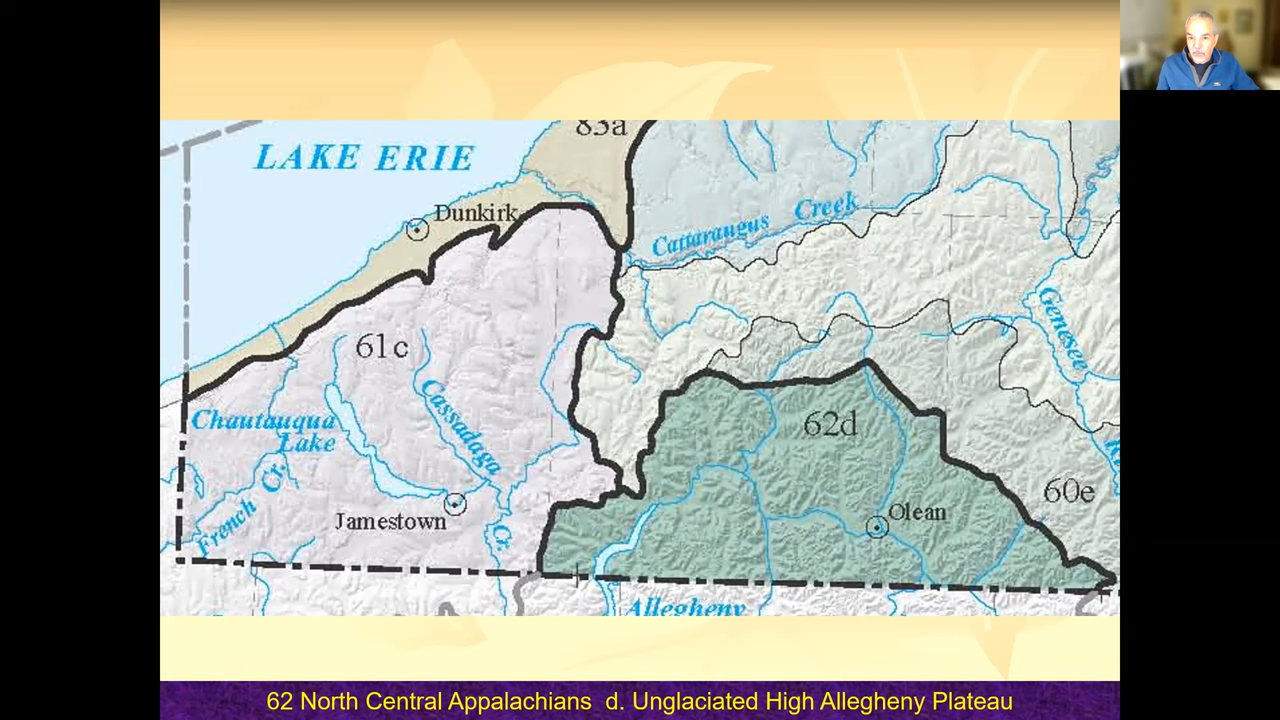 83a
LAKE ERIE
Dunkirk
Cattaraugus Creek
Genesee
61c
Chautauqua
Lake
Cassadaga
Cr.
62d
French Cr.
60e
Jamestown
Olean
Allegheny
62 North Central Appalachians d. Unglaciated High Allegheny Plateau